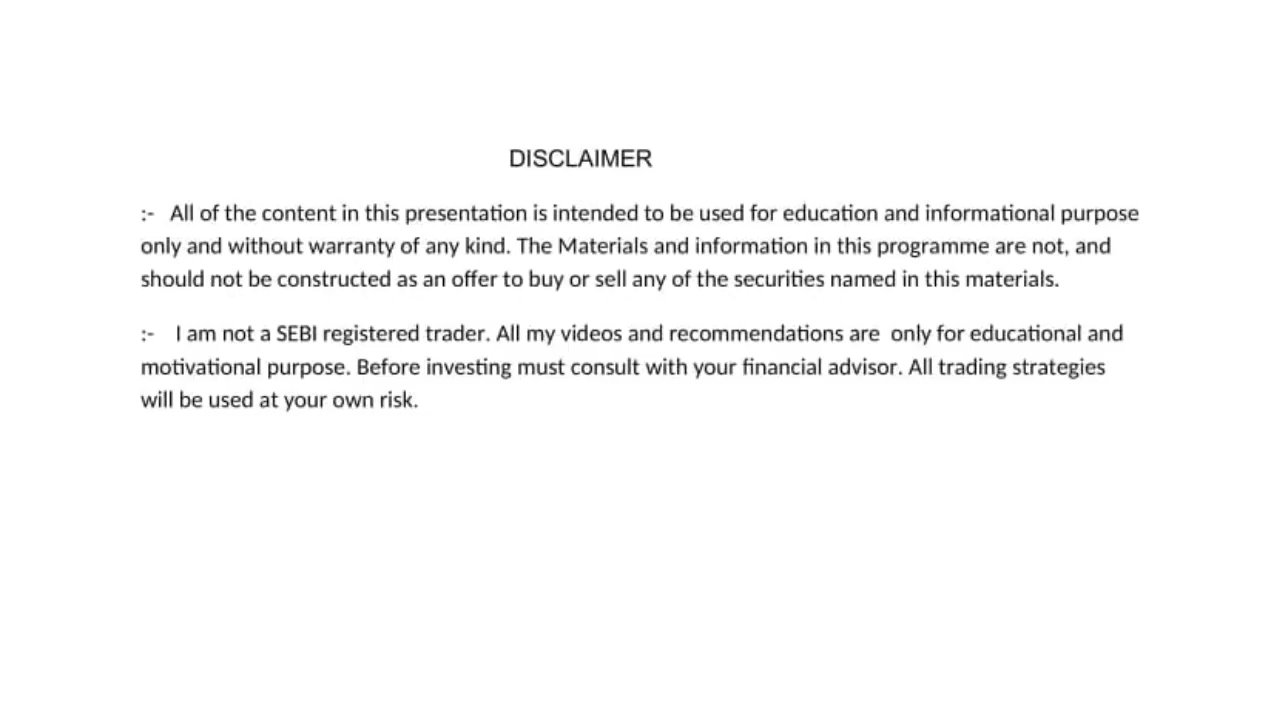 DISCLAIMER
:- All of the content in this presentation is intended to be used for education and informational purpose
only and without warranty of any kind. The Materials and information in this programme are not, and
should not be constructed as an offer to buy or sell any of the securities named in this materials.
:- I am not a SEBI registered trader. All my videos and recommendations are only for educational and
motivational purpose. Before investing must consult with your financial advisor. All trading strategies
will be used at your own risk.